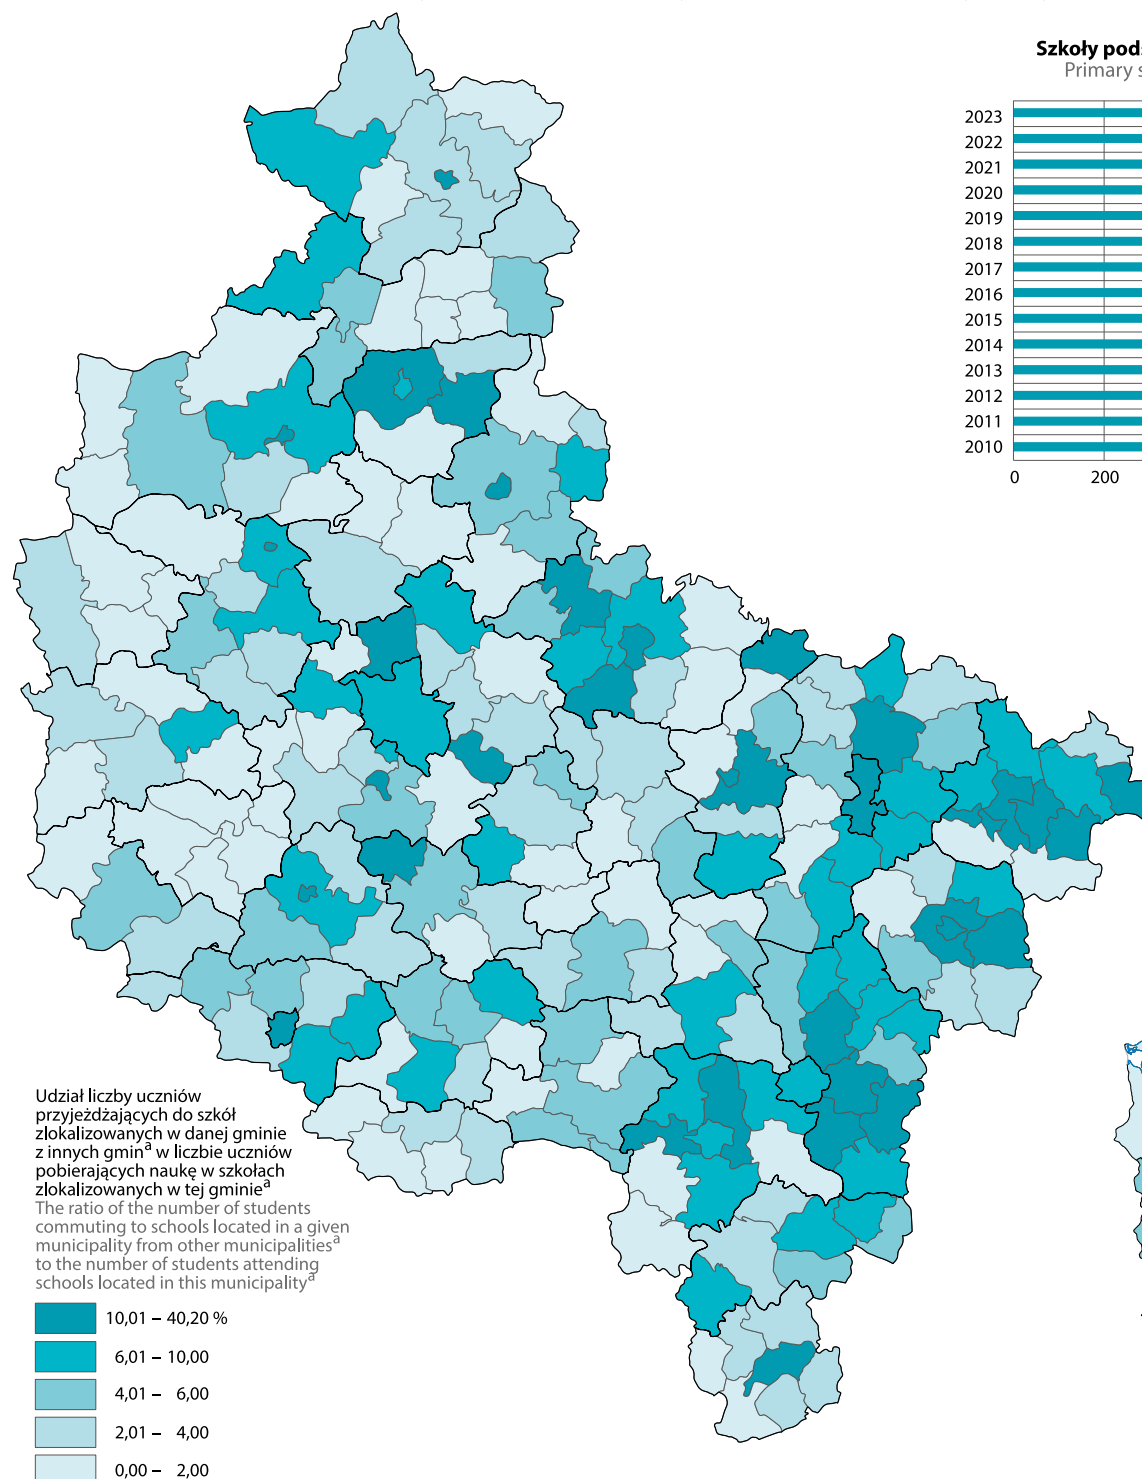 Szkoły pod
Primary s
2023
2022
2021
2020
2019
2018
2017
2016
2015
2014
2013
2012
2011
2010
0 200
Udział liczby uczniów
przyjeżdżających do szkół
zlokalizowanych w danej gminie
z innych gminᵃ w liczbie uczniów
pobierających naukę w szkołach
zlokalizowanych w tej gminieᵃ
The ratio of the number of students
commuting to schools located in a given
municipality from other municipalitiesᵃ
to the number of students attending
schools located in this municipalityᵃ
10,01 – 40,20 %
6,01 – 10,00
4,01 – 6,00
2,01 – 4,00
0,00 – 2,00